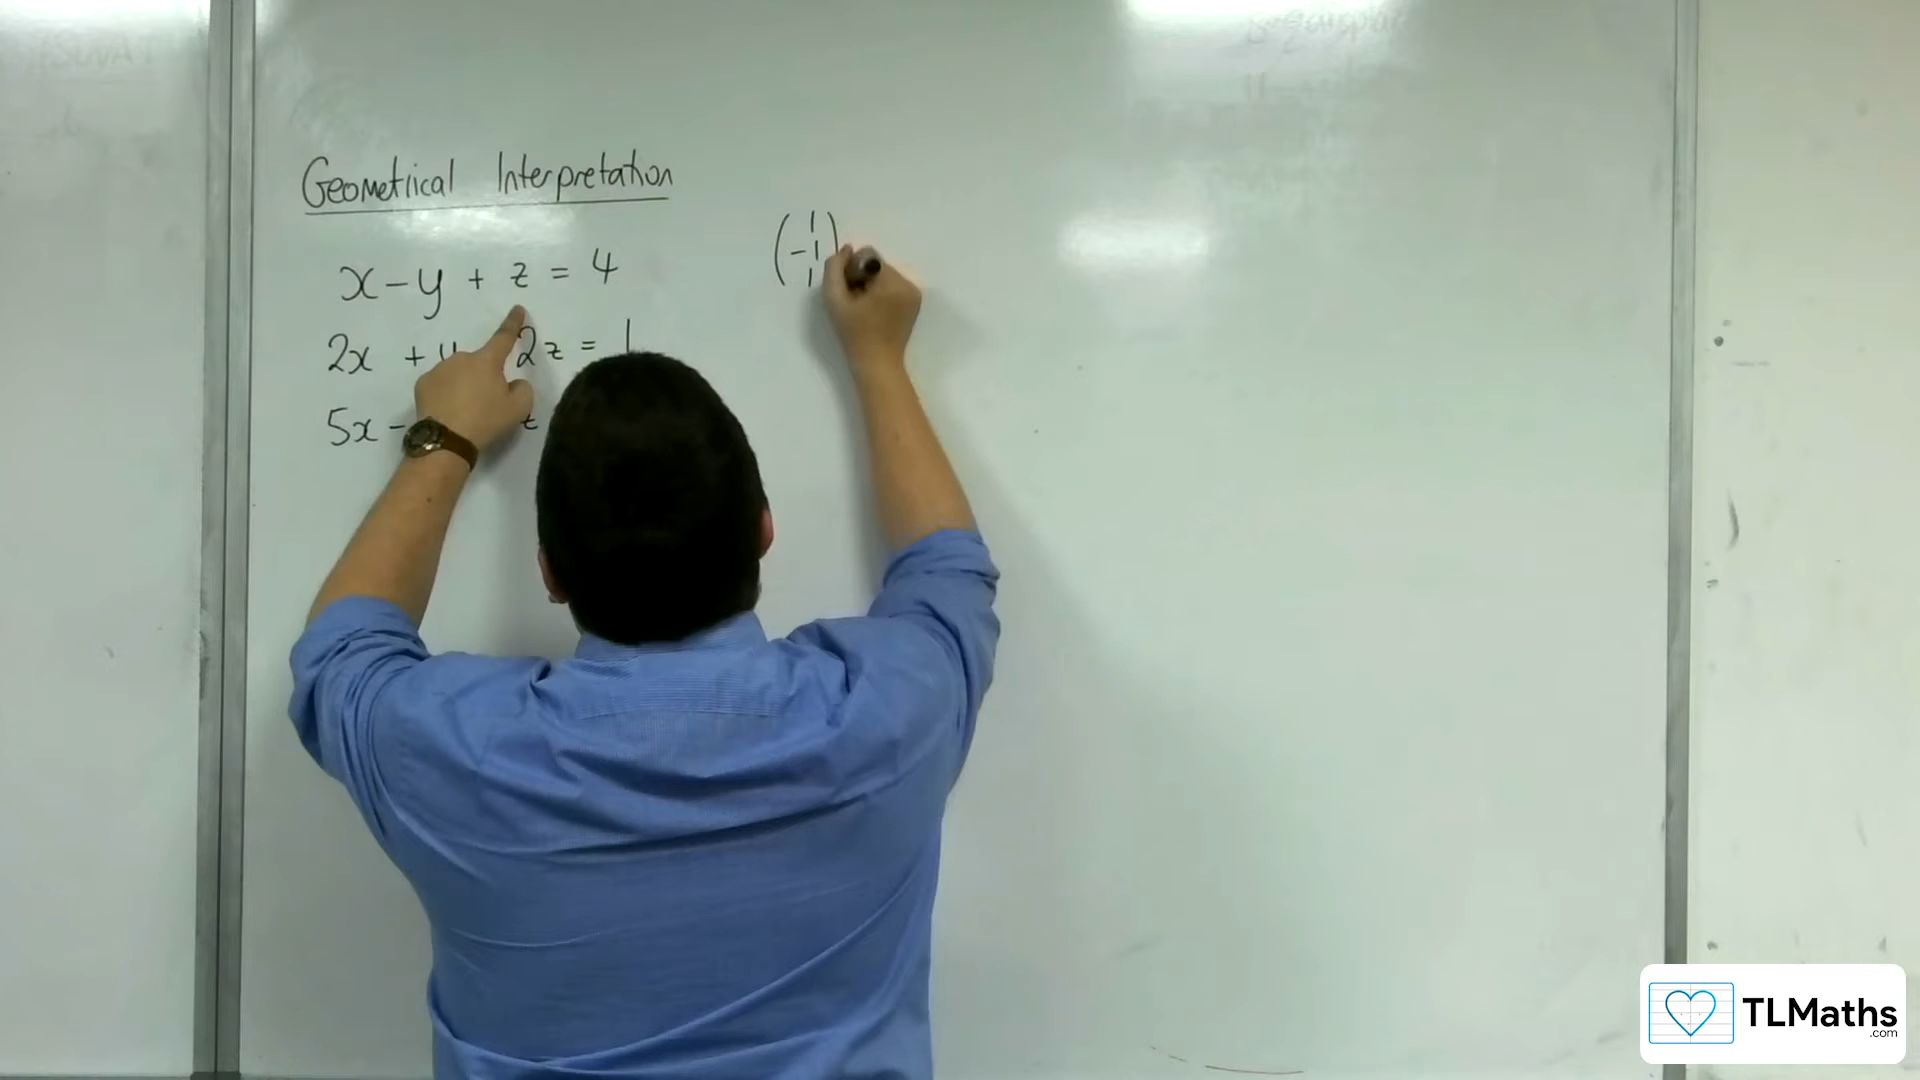 Geometrical Interpretation
x - y + z = 4
2x + y 2z = 1
5x - z
( 1
-1
1 )
TLMaths
.com